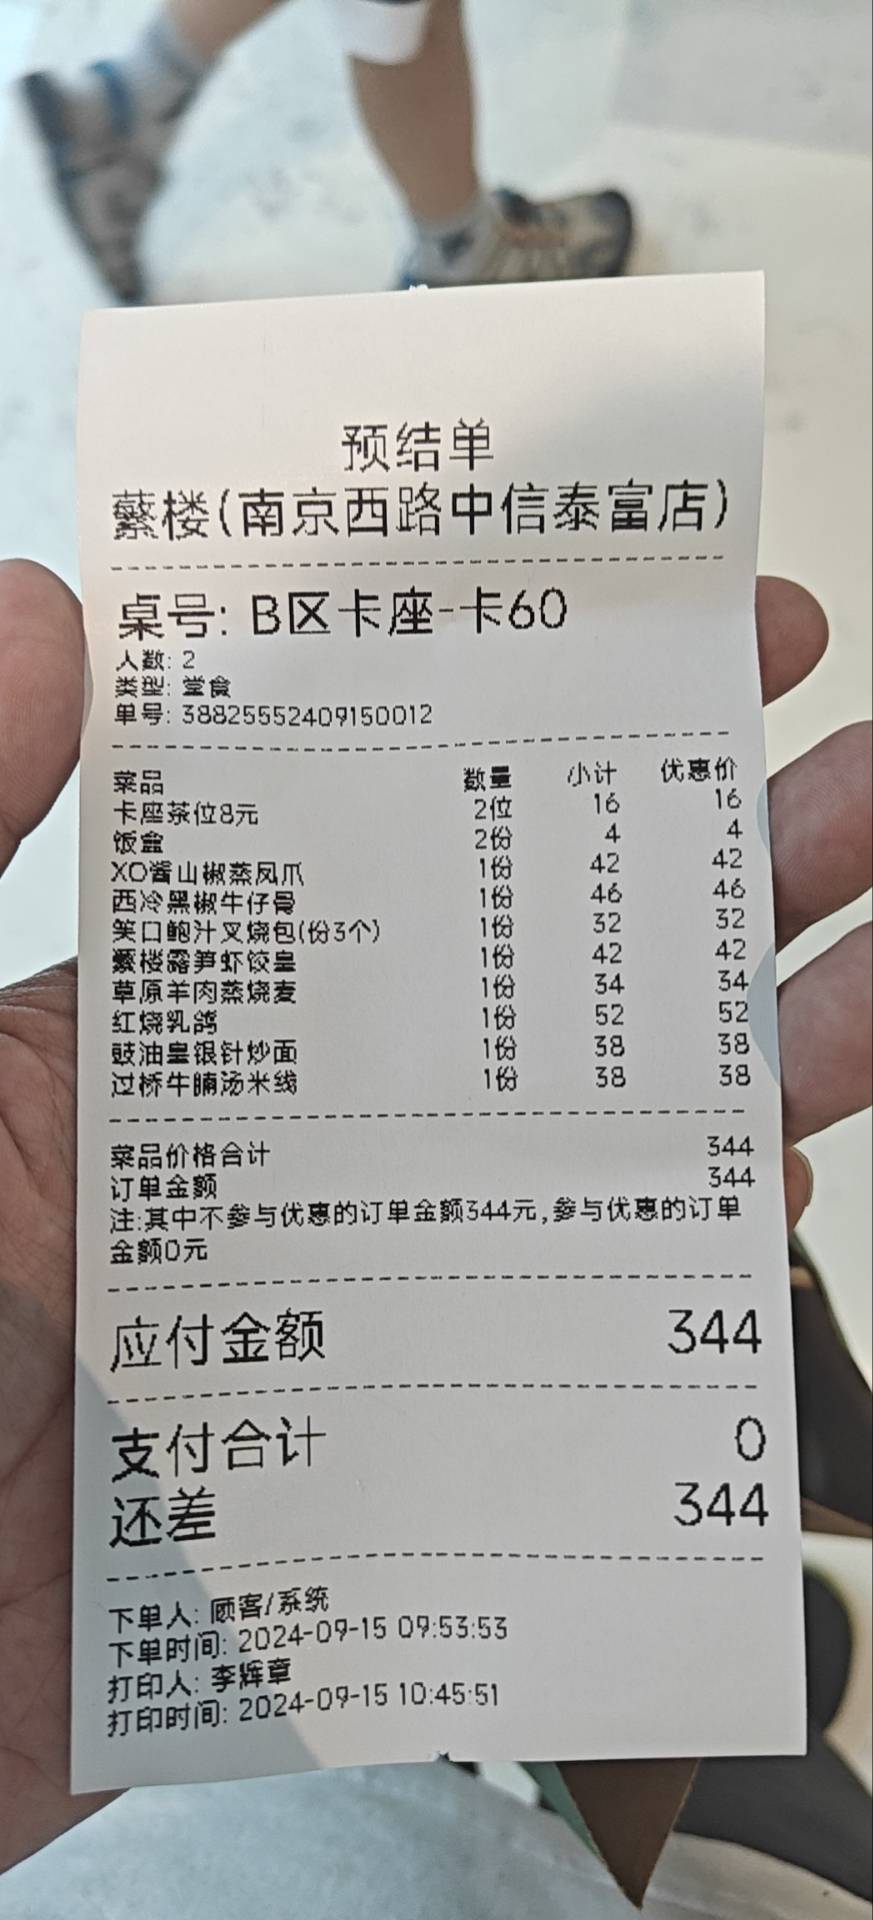 预结单
蘩楼(南京西路中信泰富店)
桌号: B区卡座-卡60
人数: 2
类型: 堂食
单号: 38825552409150012
菜品 数量 小计 优惠价
卡座茶位8元 2位 16 16
饭盒 2份 4 4
XO酱山椒蒸凤爪 1份 42 42
西冷黑椒牛仔骨 1份 46 46
笑口鲍汁叉烧包(份3个) 1份 32 32
蘩楼露笋虾饺皇 1份 42 42
草原羊肉蒸烧麦 1份 34 34
红烧乳鸽 1份 52 52
豉油皇银针炒面 1份 38 38
过桥牛腩汤米线 1份 38 38
菜品价格合计 344
订单金额 344
注:其中不参与优惠的订单金额344元,参与优惠的订单
金额0元
应付金额 344
支付合计 0
还差 344
下单人: 顾客/系统
下单时间: 2024-09-15 09:53:53
打印人: 李辉章
打印时间: 2024-09-15 10:45:51